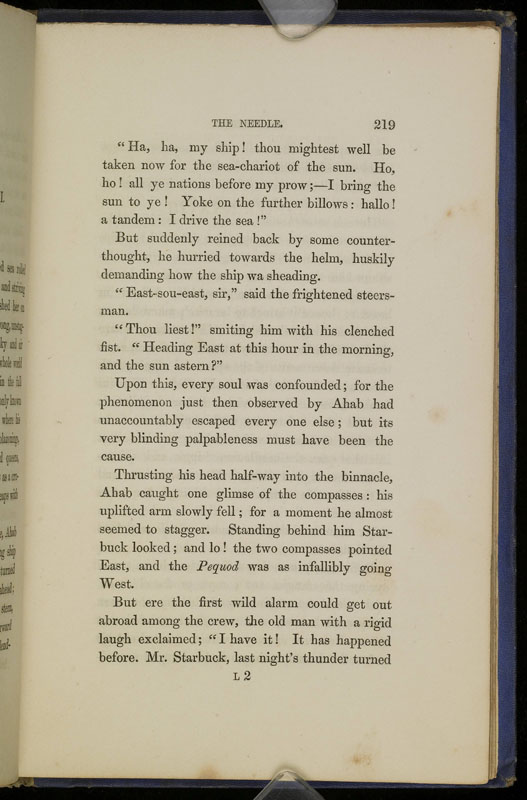 THE NEEDLE. 219
“Ha, ha, my ship! thou mightest well be
taken now for the sea-chariot of the sun. Ho,
ho! all ye nations before my prow;—I bring the
sun to ye! Yoke on the further billows: hallo!
a tandem: I drive the sea!”
But suddenly reined back by some counter-
thought, he hurried towards the helm, huskily
demanding how the ship wa sheading.
“East-sou-east, sir,” said the frightened steers-
man.
“Thou liest!” smiting him with his clenched
fist. “Heading East at this hour in the morning,
and the sun astern?”
Upon this, every soul was confounded; for the
phenomenon just then observed by Ahab had
unaccountably escaped every one else; but its
very blinding palpableness must have been the
cause.
Thrusting his head half-way into the binnacle,
Ahab caught one glimse of the compasses: his
uplifted arm slowly fell; for a moment he almost
seemed to stagger. Standing behind him Star-
buck looked; and lo! the two compasses pointed
East, and the Pequod was as infallibly going
West.
But ere the first wild alarm could get out
abroad among the crew, the old man with a rigid
laugh exclaimed; “I have it! It has happened
before. Mr. Starbuck, last night’s thunder turned
L 2